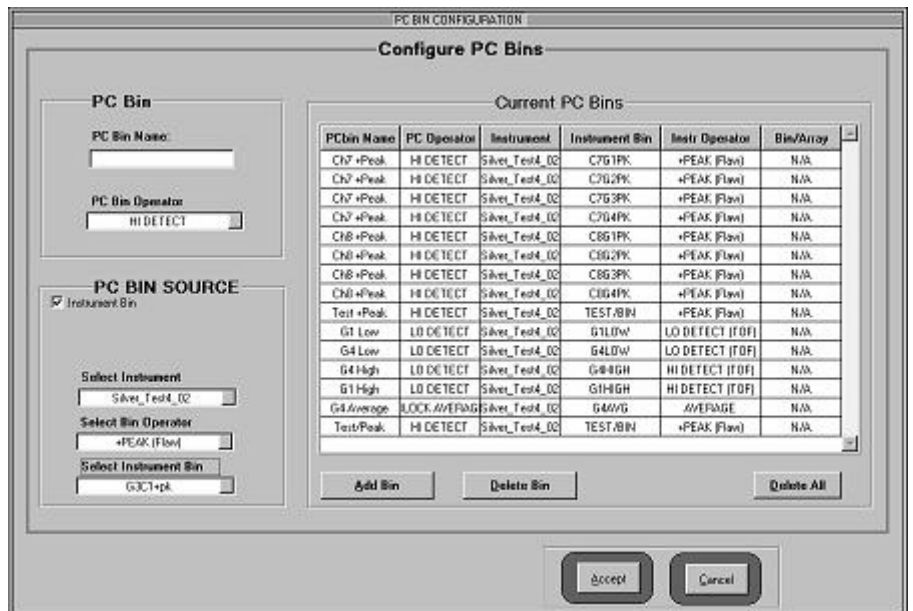 PC BIN CONFIGURATION
Configure PC Bins
PC Bin
PC Bin Name:
PC Bin Operator
HI DETECT
PC BIN SOURCE
Instrument Bin
Select Instrument
Silver_Test4_02
Select Bin Operator
+PEAK (Flaw)
Select Instrument Bin
G3C1+pk
Current PC Bins
PCbin Name PC Operator Instrument Instrument Bin Instr Operator Bin/Array
Ch7 +Peak HI DETECT Silver_Test4_02 C7G1PK +PEAK (Flaw) N/A
Ch7 +Peak HI DETECT Silver_Test4_02 C7G2PK +PEAK (Flaw) N/A
Ch7 +Peak HI DETECT Silver_Test4_02 C7G3PK +PEAK (Flaw) N/A
Ch7 +Peak HI DETECT Silver_Test4_02 C7G4PK +PEAK (Flaw) N/A
Ch8 +Peak HI DETECT Silver_Test4_02 C8G1PK +PEAK (Flaw) N/A
Ch8 +Peak HI DETECT Silver_Test4_02 C8G2PK +PEAK (Flaw) N/A
Ch8 +Peak HI DETECT Silver_Test4_02 C8G3PK +PEAK (Flaw) N/A
Ch8 +Peak HI DETECT Silver_Test4_02 C8G4PK +PEAK (Flaw) N/A
Test +Peak HI DETECT Silver_Test4_02 TEST/BIN +PEAK (Flaw) N/A
G1 Low LO DETECT Silver_Test4_02 G1LOW LO DETECT (TOF) N/A
G4 Low LO DETECT Silver_Test4_02 G4LOW LO DETECT (TOF) N/A
G4 High LO DETECT Silver_Test4_02 G4HIGH HI DETECT (TOF) N/A
G1 High LO DETECT Silver_Test4_02 G1HIGH HI DETECT (TOF) N/A
G4 Average ILOCK AVERAG Silver_Test4_02 G4AVG AVERAGE N/A
Test/Peak HI DETECT Silver_Test4_02 TEST/BIN +PEAK (Flaw) N/A
Add Bin Delete Bin Delete All
Accept Cancel